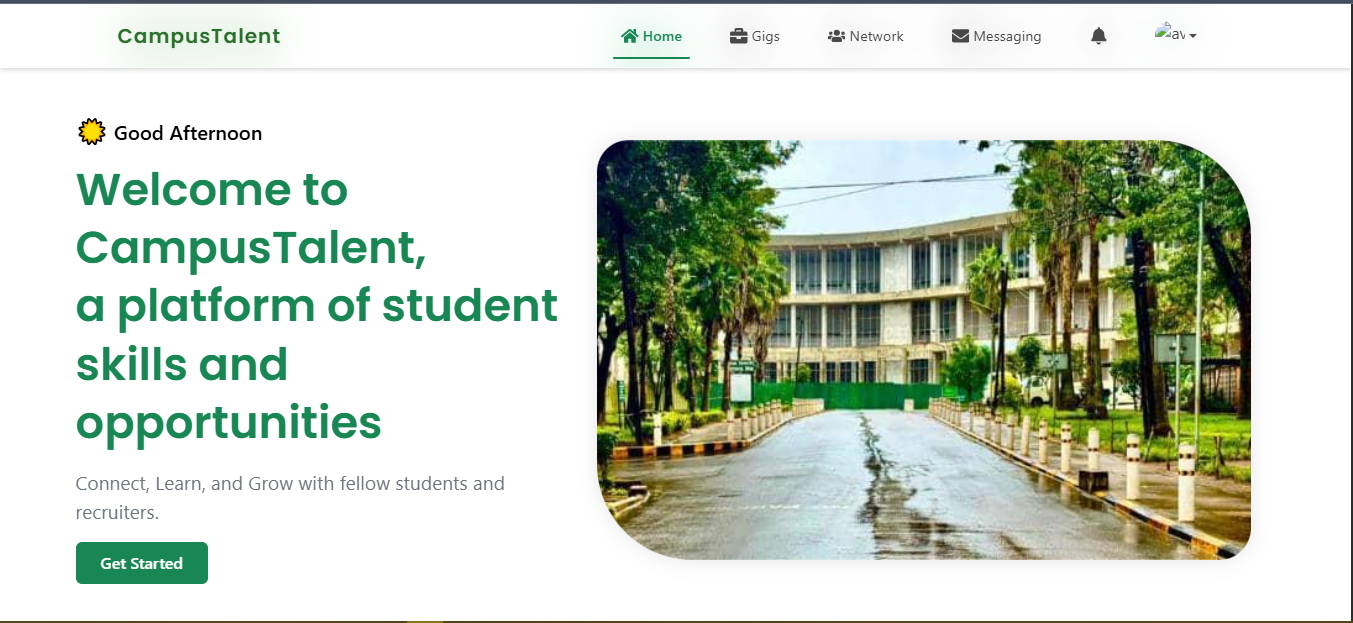 CampusTalent
Home
Gigs
Network
Messaging
av
Good Afternoon
Welcome to
CampusTalent,
a platform of student
skills and
opportunities
Connect, Learn, and Grow with fellow students and
recruiters.
Get Started